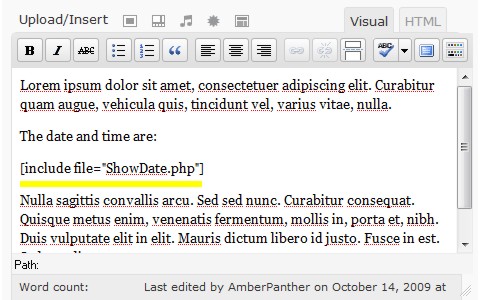 Upload/Insert Visual HTML
B I ABC “ ABC
Lorem ipsum dolor sit amet, consectetuer adipiscing elit. Curabitur
quam augue, vehicula quis, tincidunt vel, varius vitae, nulla.
The date and time are:
[include file="ShowDate.php"]
Nulla sagittis convallis arcu. Sed sed nunc. Curabitur consequat.
Quisque metus enim, venenatis fermentum, mollis in, porta et, nibh.
Duis vulputate elit in elit. Mauris dictum libero id justo. Fusce in est.
Path:
Word count: Last edited by AmberPanther on October 14, 2009 at